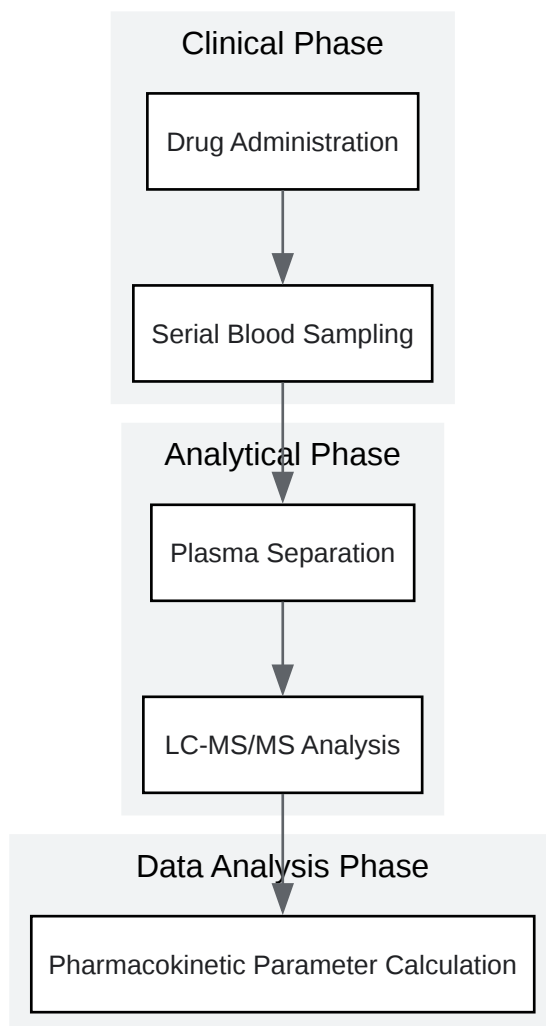 Clinical Phase
Drug Administration
Serial Blood Sampling
Analytical Phase
Plasma Separation
LC-MS/MS Analysis
Data Analysis Phase
Pharmacokinetic Parameter Calculation